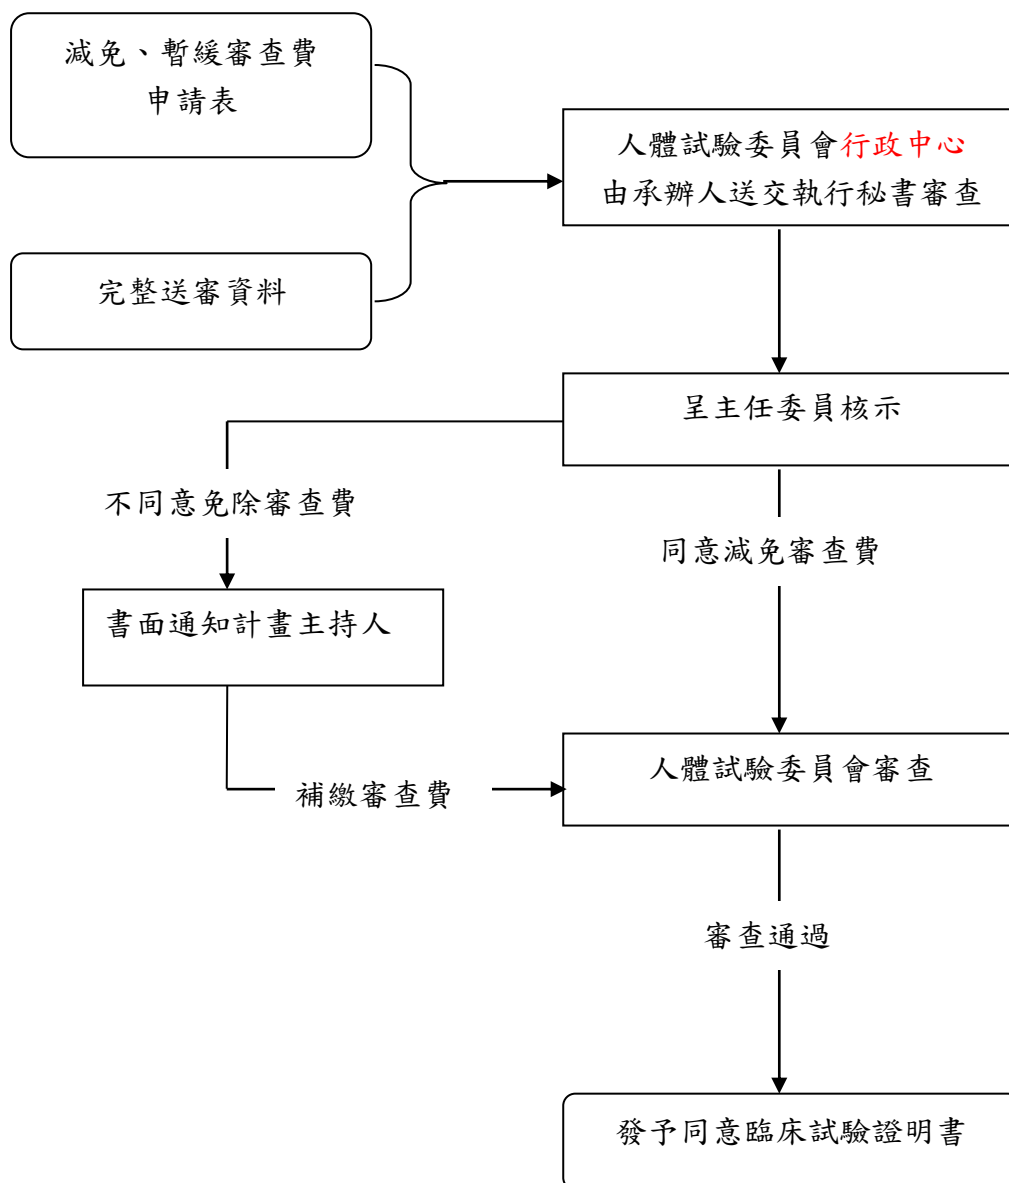 減免、暫緩審查費
申請表
人體試驗委員會行政中心
由承辦人送交執行秘書審查
完整送審資料
呈主任委員核示
不同意免除審查費
同意減免審查費
書面通知計畫主持人
人體試驗委員會審查
補繳審查費
審查通過
發予同意臨床試驗證明書